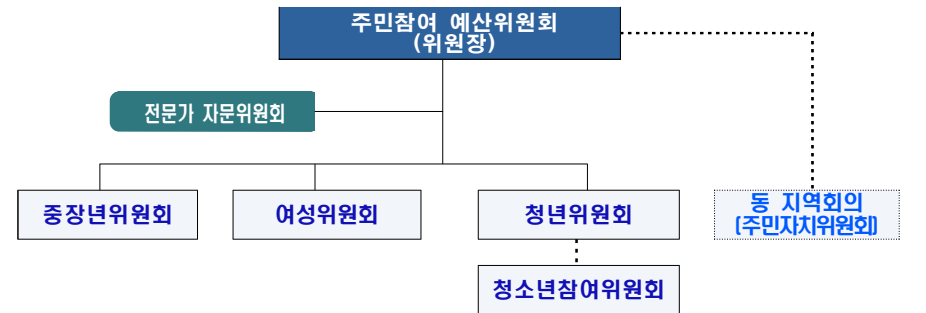 주민참여 예산위원회
(위원장)
전문가 자문위원회
중장년위원회
여성위원회
청년위원회
동 지역회의
(주민자치위원회)
청소년참여위원회